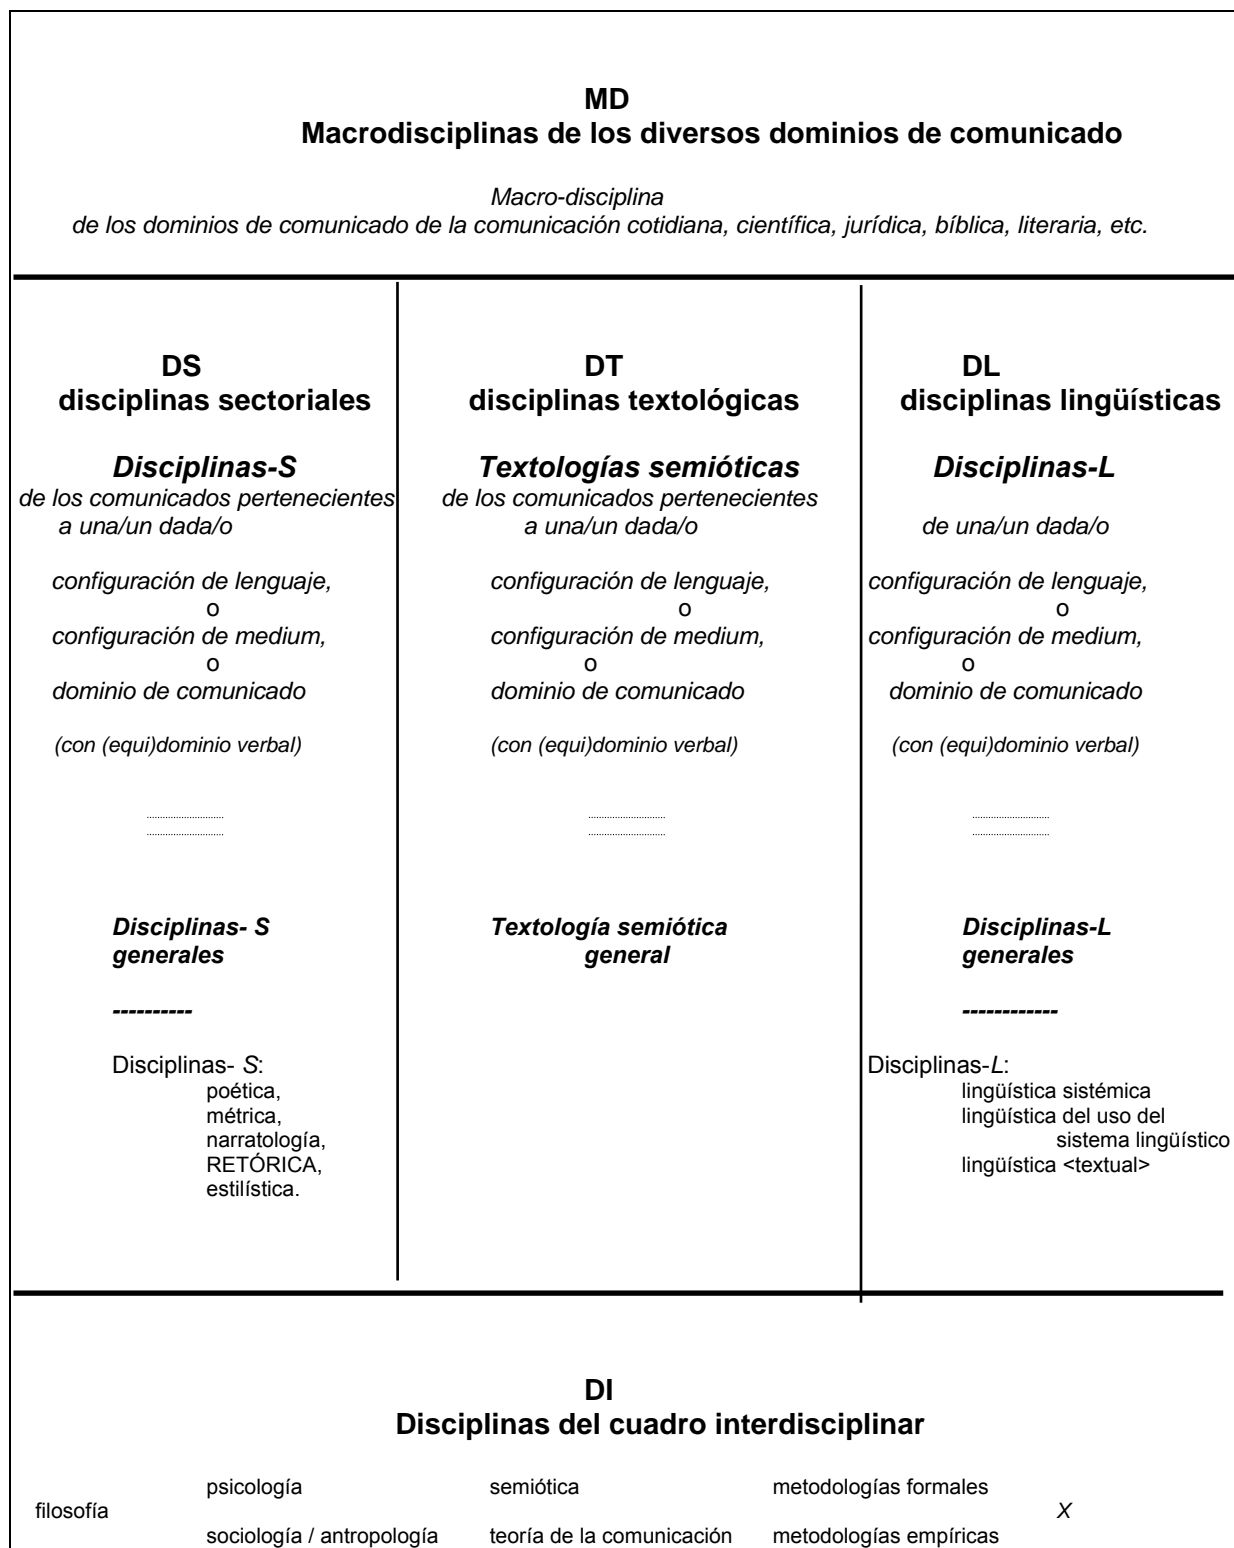 MD
Macrodisciplinas de los diversos dominios de comunicado
Macro-disciplina
de los dominios de comunicado de la comunicación cotidiana, científica, jurídica, bíblica, literaria, etc.
DS
disciplinas sectoriales
Disciplinas-S
de los comunicados pertenecientes
a una/un dada/o
configuración de lenguaje,
o
configuración de medium,
o
dominio de comunicado
(con (equi)dominio verbal)
..............................
..............................
Disciplinas- S
generales
----------
Disciplinas- S:
poética,
métrica,
narratología,
RETÓRICA,
estilística.
DT
disciplinas textológicas
Textologías semióticas
de los comunicados pertenecientes
a una/un dada/o
configuración de lenguaje,
o
configuración de medium,
o
dominio de comunicado
(con (equi)dominio verbal)
..............................
..............................
Textología semiótica
general
DL
disciplinas lingüísticas
Disciplinas-L
de una/un dada/o
configuración de lenguaje,
o
configuración de medium,
o
dominio de comunicado
(con (equi)dominio verbal)
..............................
..............................
Disciplinas-L
generales
------------
Disciplinas-L:
lingüística sistémica
lingüística del uso del
sistema lingüístico
lingüística <textual>
DI
Disciplinas del cuadro interdisciplinar
psicología semiótica metodologías formales
filosofía X
sociología / antropología teoría de la comunicación metodologías empíricas